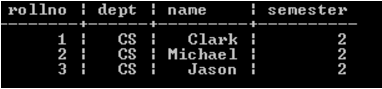 rollno | dept | name | semester
--------+------+---------+----------
1 | CS | Clark | 2
2 | CS | Michael | 2
3 | CS | Jason | 2